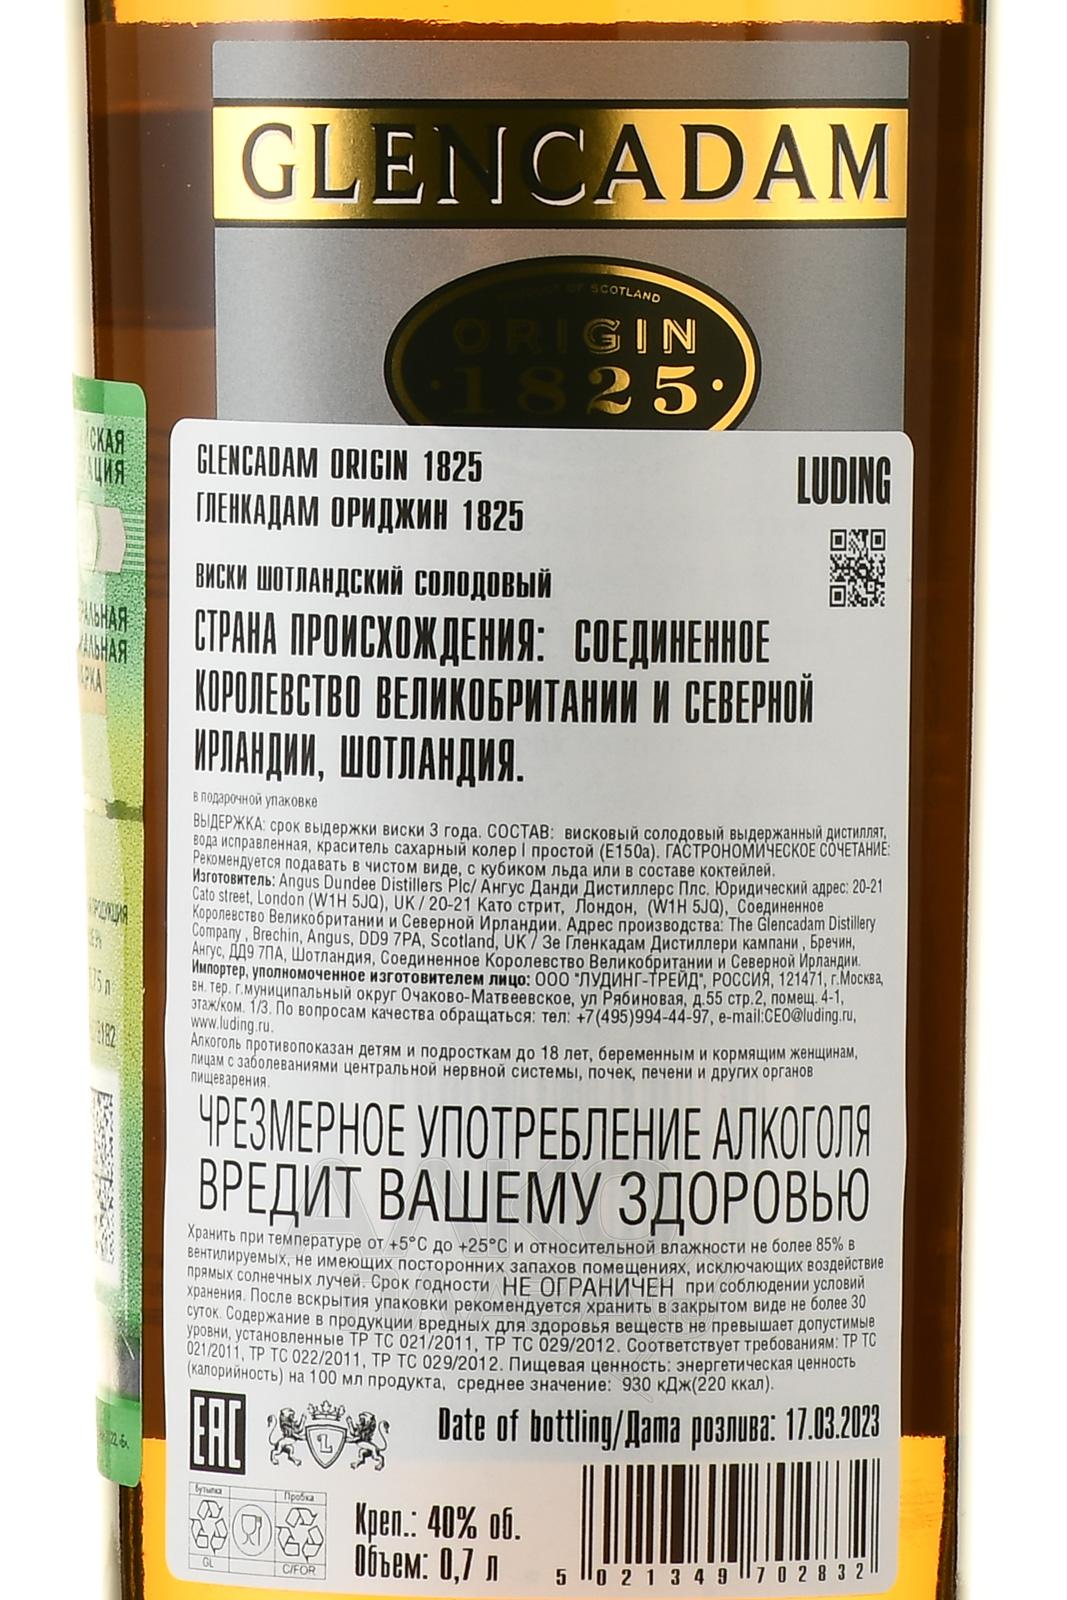 GLENCADAM
PRODUCT OF SCOTLAND
ORIGIN
·1825·
GLENCADAM ORIGIN 1825
ГЛЕНКАДАМ ОРИДЖИН 1825
LUDING
ВИСКИ ШОТЛАНДСКИЙ СОЛОДОВЫЙ
СТРАНА ПРОИСХОЖДЕНИЯ: СОЕДИНЕННОЕ
КОРОЛЕВСТВО ВЕЛИКОБРИТАНИИ И СЕВЕРНОЙ
ИРЛАНДИИ, ШОТЛАНДИЯ.
в подарочной упаковке
ВЫДЕРЖКА: срок выдержки виски 3 года. СОСТАВ: висковый солодовый выдержанный дистиллят,
вода исправленная, краситель сахарный колер I простой (Е150а). ГАСТРОНОМИЧЕСКОЕ СОЧЕТАНИЕ:
Рекомендуется подавать в чистом виде, с кубиком льда или в составе коктейлей.
Изготовитель: Angus Dundee Distillers Plc/ Ангус Данди Дистиллерс Плс. Юридический адрес: 20-21
Cato street, London (W1H 5JQ), UK / 20-21 Като стрит, Лондон, (W1H 5JQ), Соединенное
Королевство Великобритании и Северной Ирландии. Адрес производства: The Glencadam Distillery
Company , Brechin, Angus, DD9 7PA, Scotland, UK / Зе Гленкадам Дистиллери кампани , Бречин,
Ангус, ДД9 7ПА, Шотландия, Соединенное Королевство Великобритании и Северной Ирландии.
Импортер, уполномоченное изготовителем лицо: ООО "ЛУДИНГ-ТРЕЙД", РОССИЯ, 121471, г.Москва,
вн. тер. г.муниципальный округ Очаково-Матвеевское, ул Рябиновая, д.55 стр.2, помещ. 4-1,
этаж/ком. 1/3. По вопросам качества обращаться: тел: +7(495)994-44-97, e-mail:CEO@luding.ru,
www.luding.ru.
Алкоголь противопоказан детям и подросткам до 18 лет, беременным и кормящим женщинам,
лицам с заболеваниями центральной нервной системы, почек, печени и других органов
пищеварения.
ЧРЕЗМЕРНОЕ УПОТРЕБЛЕНИЕ АЛКОГОЛЯ
ВРЕДИТ ВАШЕМУ ЗДОРОВЬЮ
Хранить при температуре от +5°С до +25°С и относительной влажности не более 85% в
вентилируемых, не имеющих посторонних запахов помещениях, исключающих воздействие
прямых солнечных лучей. Срок годности НЕ ОГРАНИЧЕН при соблюдении условий
хранения. После вскрытия упаковки рекомендуется хранить в закрытом виде не более 30
суток. Содержание в продукции вредных для здоровья веществ не превышает допустимые
уровни, установленные ТР ТС 021/2011, ТР ТС 029/2012. Соответствует требованиям: ТР ТС
021/2011, ТР ТС 022/2011, ТР ТС 029/2012. Пищевая ценность: энергетическая ценность
(калорийность) на 100 мл продукта, среднее значение: 930 кДж(220 ккал).
EAC
L
Date of bottling/Дата розлива: 17.03.2023
Бутылка
Пробка
GL
C/FOR
Креп.: 40% об.
Объем: 0,7 л
5 021349 702832